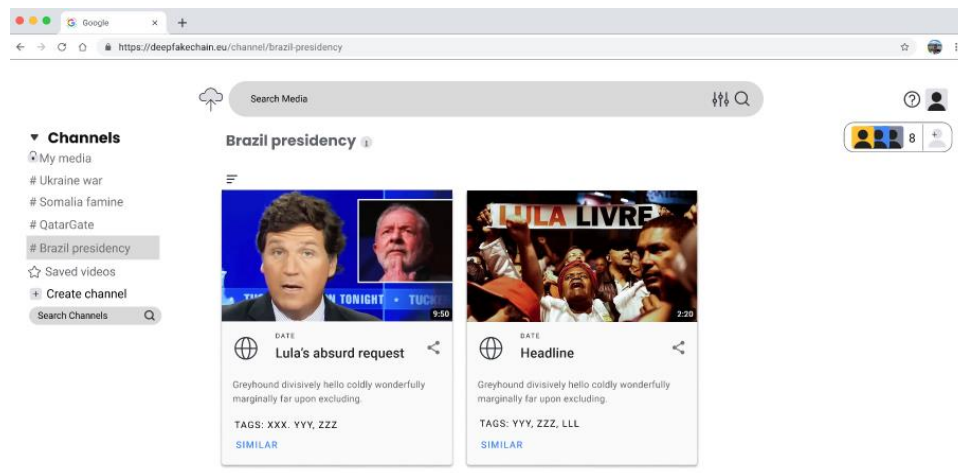 Google
https://deepfakechain.eu/channel/brazil-presidency
Search Media
Channels
My media
# Ukraine war
# Somalia famine
# QatarGate
# Brazil presidency
Saved videos
Create channel
Search Channels
Brazil presidency
8
TONIGHT • TUCK
9:50
DATE
Lula's absurd request
Greyhound divisively hello coldly wonderfully
marginally far upon excluding.
TAGS: XXX. YYY, ZZZ
SIMILAR
LULA LIVRE
2:20
DATE
Headline
Greyhound divisively hello coldly wonderfully
marginally far upon excluding.
TAGS: YYY, ZZZ, LLL
SIMILAR